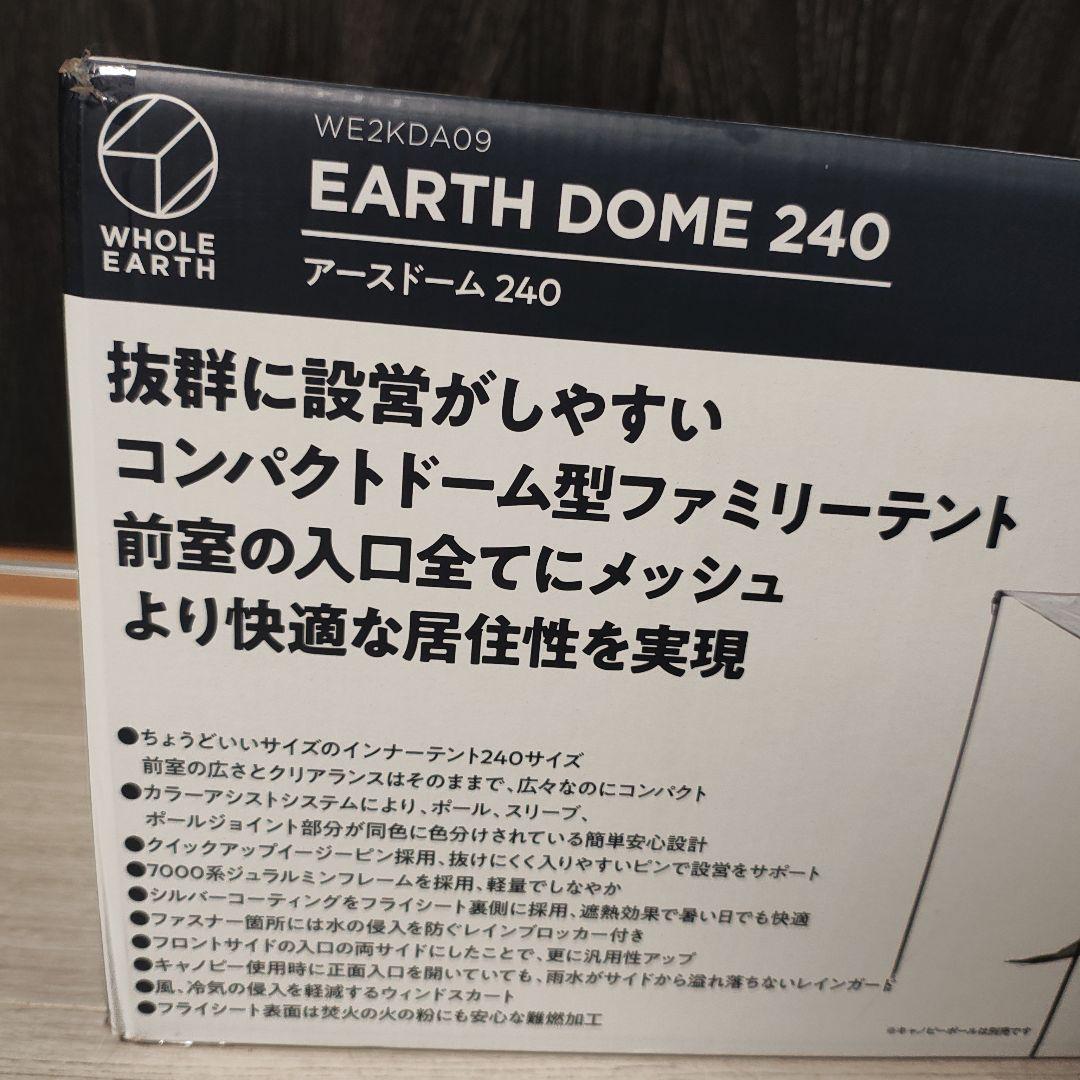 WHOLE
EARTH
WE2KDA09
EARTH DOME 240
アースドーム 240
抜群に設営がしやすい
コンパクトドーム型ファミリーテント
前室の入口全てにメッシュ
より快適な居住性を実現
●ちょうどいいサイズのインナーテント240サイズ
前室の広さとクリアランスはそのままで、広々なのにコンパクト
●カラーアシストシステムにより、ポール、スリーブ、
ポールジョイント部分が同色に色分けされている簡単安心設計
●クイックアップイージーピン採用、抜けにくく入りやすいピンで設営をサポート
●7000系ジュラルミンフレームを採用、軽量でしなやか
●シルバーコーティングをフライシート裏側に採用、遮熱効果で暑い日でも快適
●ファスナー箇所には水の侵入を防ぐレインブロッカー付き
●フロントサイドの入口の両サイドにしたことで、更に汎用性アップ
●キャノピー使用時に正面入口を開いていても、雨水がサイドから溢れ落ちないレインガード
●風、冷気の侵入を軽減するウィンドスカート
●フライシート表面は焚火の火の粉にも安心な難燃加工
※キャノピーポールは別売です